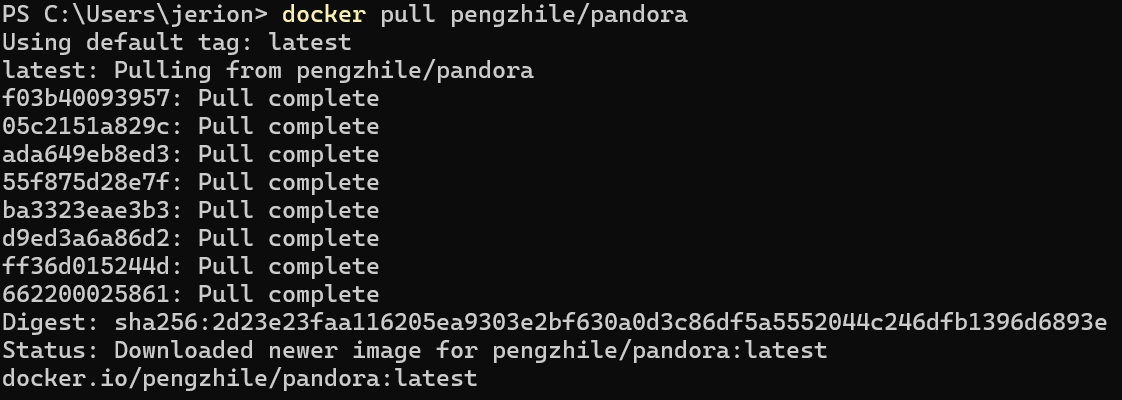 PS C:\Users\jerion> docker pull pengzhile/pandora
Using default tag: latest
latest: Pulling from pengzhile/pandora
f03b40093957: Pull complete
05c2151a829c: Pull complete
ada649eb8ed3: Pull complete
55f875d28e7f: Pull complete
ba3323eae3b3: Pull complete
d9ed3a6a86d2: Pull complete
ff36d015244d: Pull complete
662200025861: Pull complete
Digest: sha256:2d23e23faa116205ea9303e2bf630a0d3c86df5a5552044c246dfb1396d6893e
Status: Downloaded newer image for pengzhile/pandora:latest
docker.io/pengzhile/pandora:latest